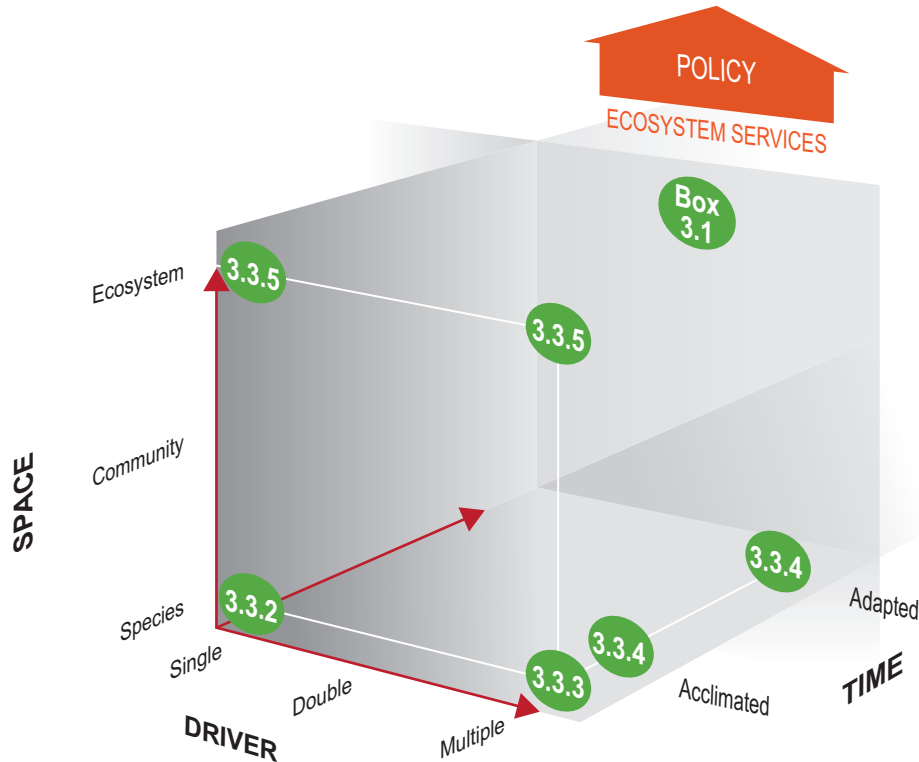 POLICY
ECOSYSTEM SERVICES
Box
3.1
3.3.5
Ecosystem
3.3.5
Community
SPACE
3.3.4
3.3.2
Species
Adapted
3.3.4
Single
3.3.3
Acclimated
TIME
Double
Multiple
DRIVER